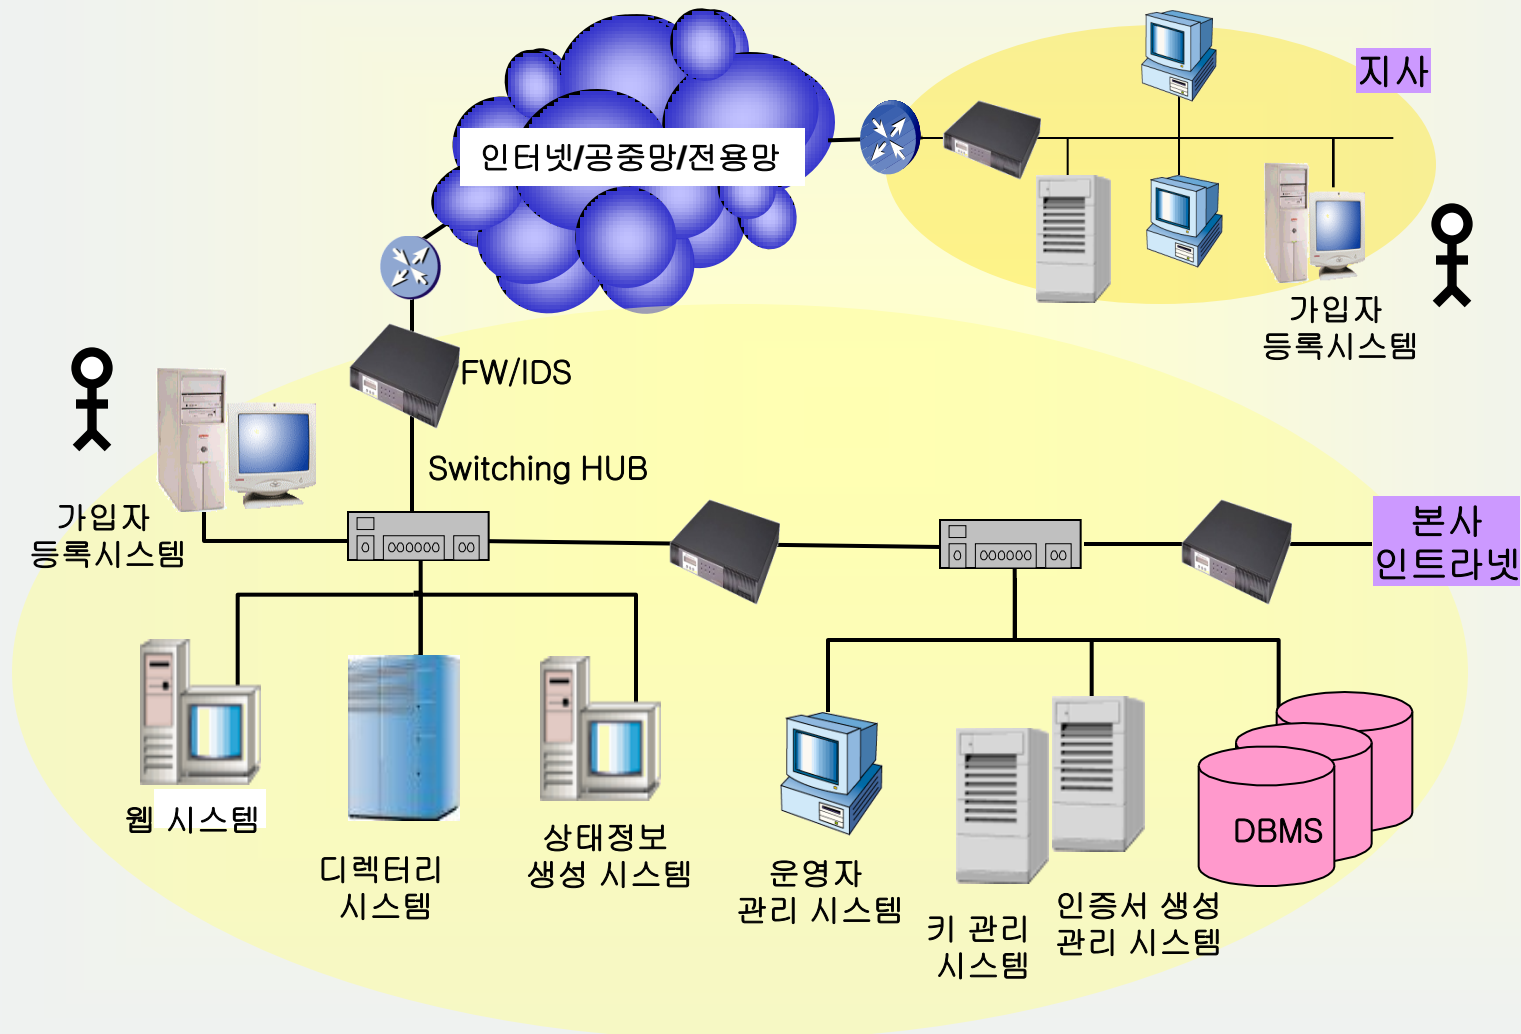 지사
인터넷/공중망/전용망
가입자
등록시스템
FW/IDS
Switching HUB
가입자
등록시스템
본사
인트라넷
웹 시스템
디렉터리
시스템
상태정보
생성 시스템
운영자
관리 시스템
키 관리
시스템
인증서 생성
관리 시스템
DBMS